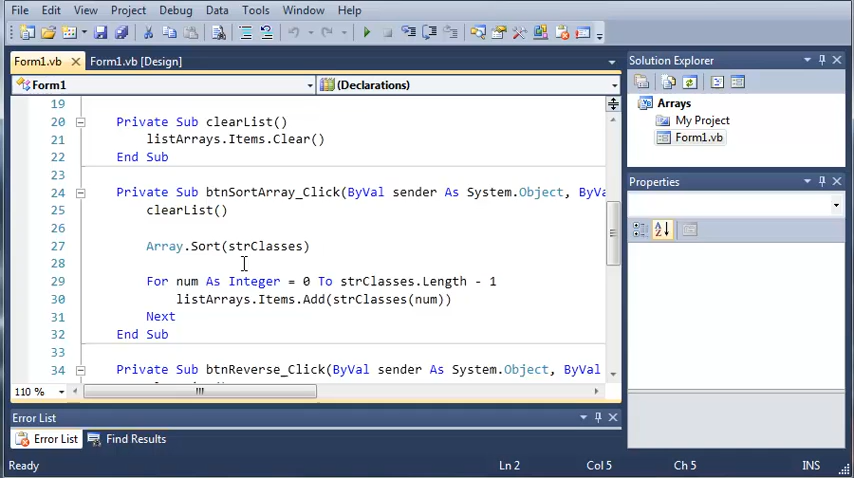 File Edit View Project Debug Data Tools Window Help
Form1.vb Form1.vb [Design]
Form1 (Declarations)
19
20 Private Sub clearList()
21 listArrays.Items.Clear()
22 End Sub
23
24 Private Sub btnSortArray_Click(ByVal sender As System.Object, ByVa
25 clearList()
26
27 Array.Sort(strClasses)
28
29 For num As Integer = 0 To strClasses.Length - 1
30 listArrays.Items.Add(strClasses(num))
31 Next
32 End Sub
33
34 Private Sub btnReverse_Click(ByVal sender As System.Object, ByVal
110 %
Solution Explorer
Arrays
My Project
Form1.vb
Properties
Error List
Error List Find Results
Ready Ln 2 Col 5 Ch 5 INS